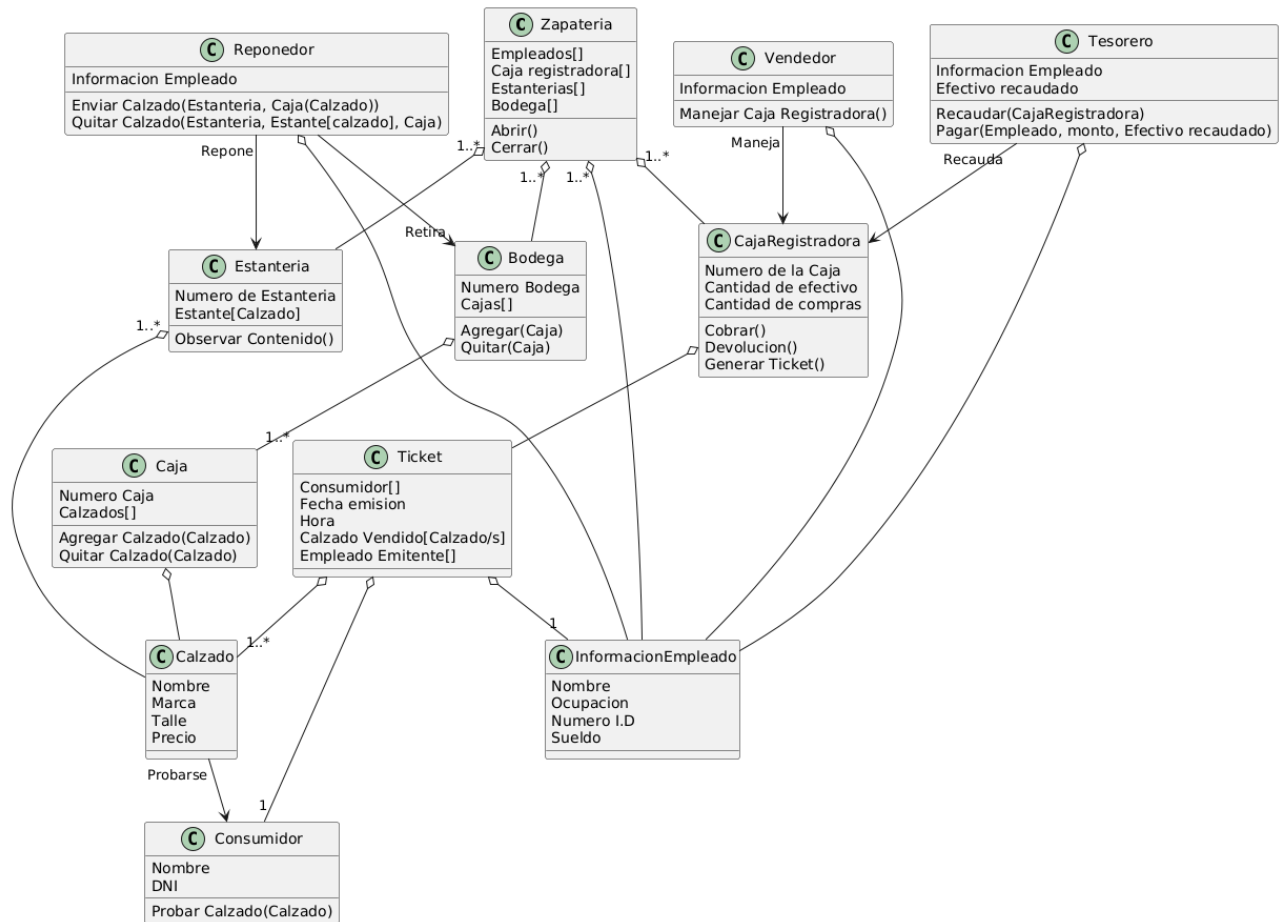 C Reponedor
Informacion Empleado
Enviar Calzado(Estanteria, Caja(Calzado))
Quitar Calzado(Estanteria, Estante[calzado], Caja)
C Zapateria
Empleados[]
Caja registradora[]
Estanterias[]
Bodega[]
Abrir()
Cerrar()
C Vendedor
Informacion Empleado
Manejar Caja Registradora()
C Tesorero
Informacion Empleado
Efectivo recaudado
Recaudar(CajaRegistradora)
Pagar(Empleado, monto, Efectivo recaudado)
Repone
1..*
1..*
1..*
1..*
Maneja
Recauda
Retira
C Estanteria
Numero de Estanteria
Estante[Calzado]
Observar Contenido()
C Bodega
Numero Bodega
Cajas[]
Agregar(Caja)
Quitar(Caja)
C CajaRegistradora
Numero de la Caja
Cantidad de efectivo
Cantidad de compras
Cobrar()
Devolucion()
Generar Ticket()
1..*
1..*
C Caja
Numero Caja
Calzados[]
Agregar Calzado(Calzado)
Quitar Calzado(Calzado)
C Ticket
Consumidor[]
Fecha emision
Hora
Calzado Vendido[Calzado/s]
Empleado Emitente[]
1..*
1
C Calzado
Nombre
Marca
Talle
Precio
C InformacionEmpleado
Nombre
Ocupacion
Numero I.D
Sueldo
Probarse
1
C Consumidor
Nombre
DNI
Probar Calzado(Calzado)